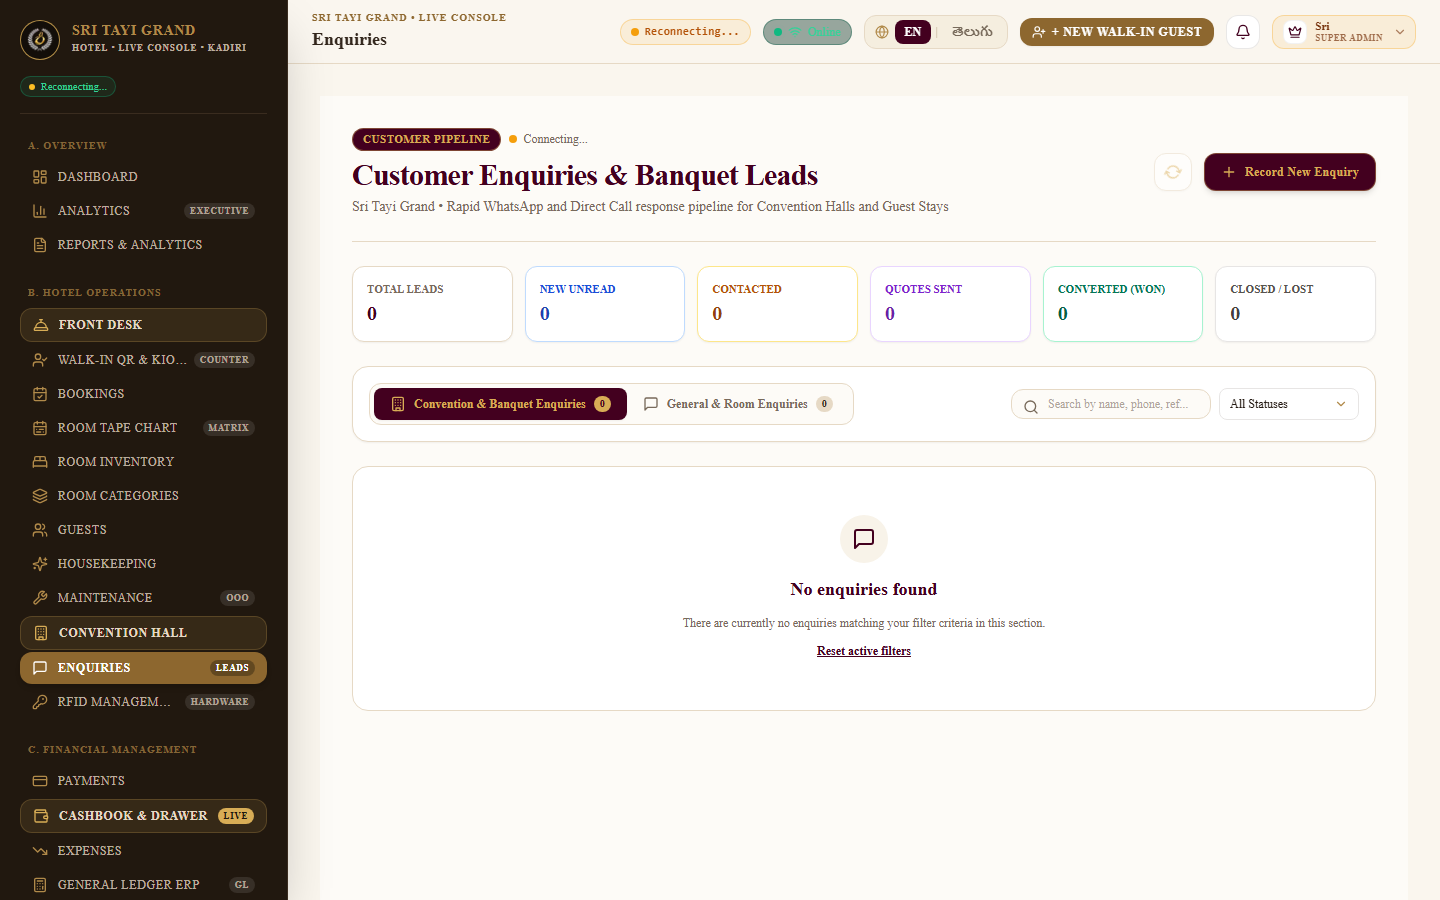 SRI TAYI GRAND
HOTEL • LIVE CONSOLE • KADIRI
Reconnecting...
A. OVERVIEW
DASHBOARD
ANALYTICS
EXECUTIVE
REPORTS & ANALYTICS
B. HOTEL OPERATIONS
FRONT DESK
WALK-IN QR & KIO...
COUNTER
BOOKINGS
ROOM TAPE CHART
MATRIX
ROOM INVENTORY
ROOM CATEGORIES
GUESTS
HOUSEKEEPING
MAINTENANCE
OOO
CONVENTION HALL
ENQUIRIES
LEADS
RFID MANAGEM...
HARDWARE
C. FINANCIAL MANAGEMENT
PAYMENTS
CASHBOOK & DRAWER
LIVE
EXPENSES
GENERAL LEDGER ERP
GL
SRI TAYI GRAND • LIVE CONSOLE
Enquiries
Reconnecting...
EN
తెలుగు
+ NEW WALK-IN GUEST
Sri
SUPER ADMIN
CUSTOMER PIPELINE
Connecting...
Customer Enquiries & Banquet Leads
Sri Tayi Grand • Rapid WhatsApp and Direct Call response pipeline for Convention Halls and Guest Stays
Record New Enquiry
TOTAL LEADS
0
NEW UNREAD
0
CONTACTED
0
QUOTES SENT
0
CONVERTED (WON)
0
CLOSED / LOST
0
Convention & Banquet Enquiries 0
General & Room Enquiries 0
Search by name, phone, ref...
All Statuses
No enquiries found
There are currently no enquiries matching your filter criteria in this section.
Reset active filters